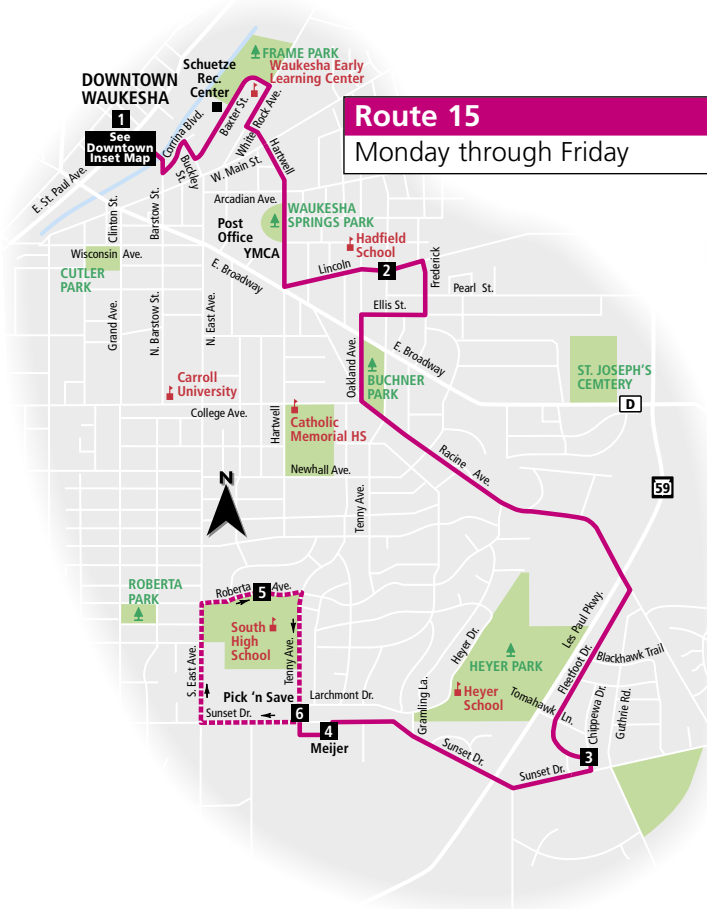 Route 15
Monday through Friday
FRAME PARK
Waukesha Early
Learning Center
Schuetze
Rec.
Center
DOWNTOWN
WAUKESHA
1
See
Downtown
Inset Map
Corrina Blvd.
Baxter St.
White Rock Ave.
Buckley
St.
W. Main St.
Hartwell
E. St. Paul Ave.
Arcadian Ave.
Clinton St.
Barstow St.
WAUKESHA
SPRINGS PARK
Post
Office
YMCA
Hadfield
School
Wisconsin Ave.
CUTLER
PARK
E. Broadway
Lincoln
2
Frederick
Pearl St.
Ellis St.
Grand Ave.
N. Barstow St.
N. East Ave.
Oakland Ave.
E. Broadway
BUCHNER
PARK
ST. JOSEPH'S
CEMTERY
D
Carroll
University
College Ave.
Hartwell
Catholic
Memorial HS
Racine Ave.
Newhall Ave.
Tenny Ave.
59
N
ROBERTA
PARK
Roberta Ave.
5
South
High
School
Tenny Ave.
S. East Ave.
Les Paul Pkwy.
Heyer Dr.
HEYER PARK
Fleetfoot Dr.
Blackhawk Trail
Heyer
School
Tomahawk Ln.
Chippewa Dr.
Guthrie Rd.
Gramling La.
Pick 'n Save
Larchmont Dr.
Sunset Dr.
6
4
Meijer
Sunset Dr.
3
Sunset Dr.